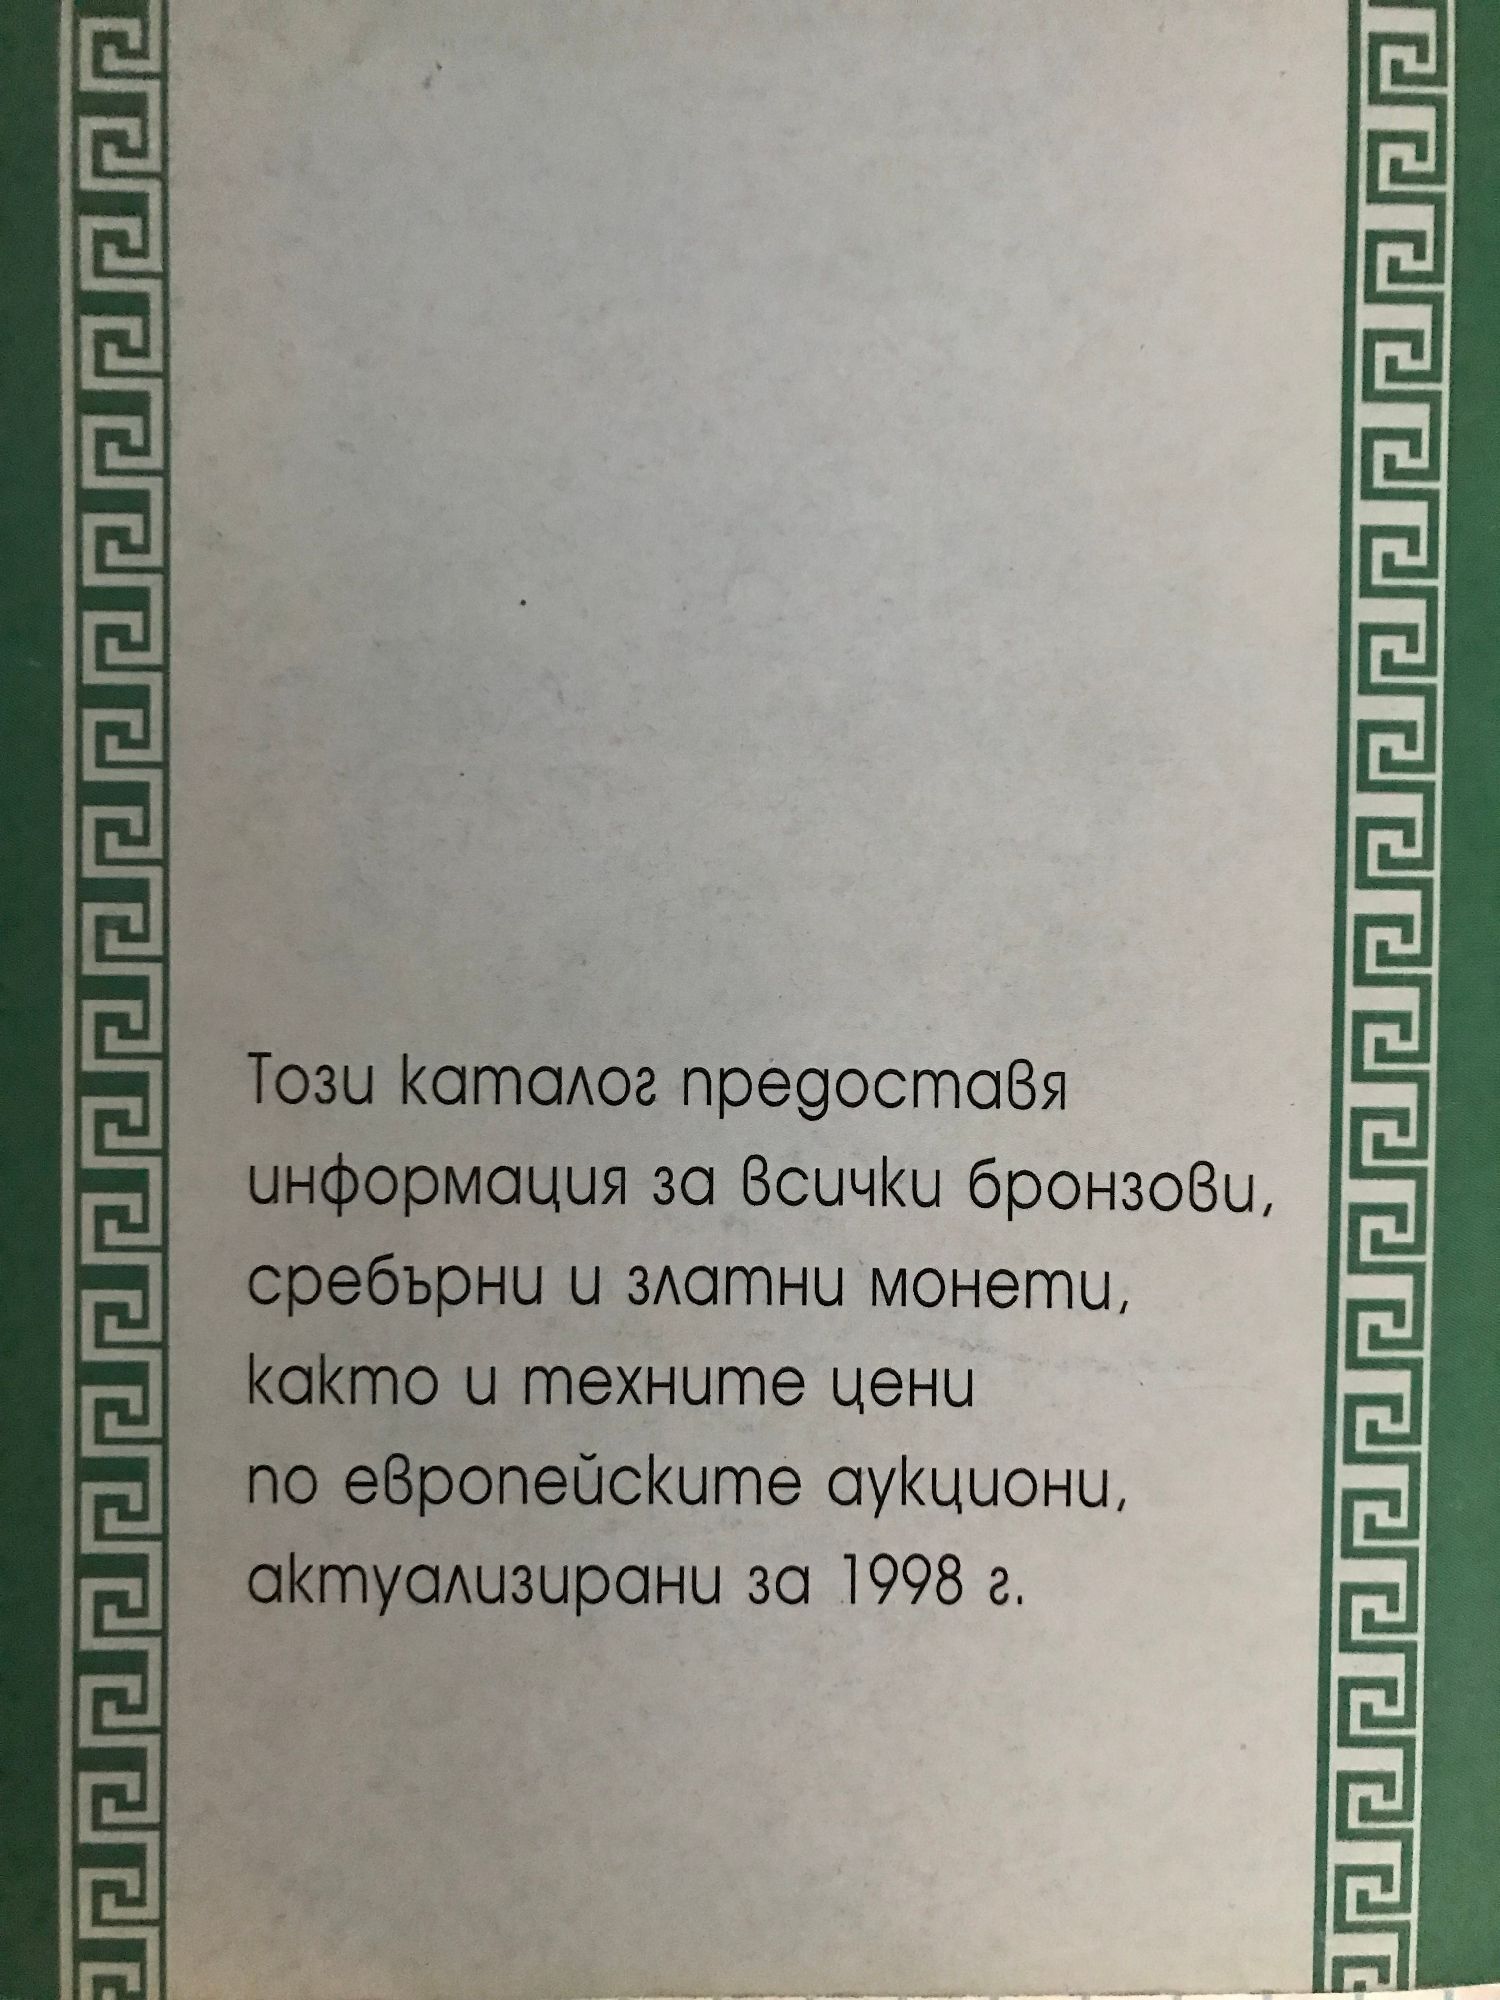 Този каталог предоставя
информация за всички бронзови,
сребърни и златни монети,
както и техните цени
по европейските аукциони,
актуализирани за 1998 г.